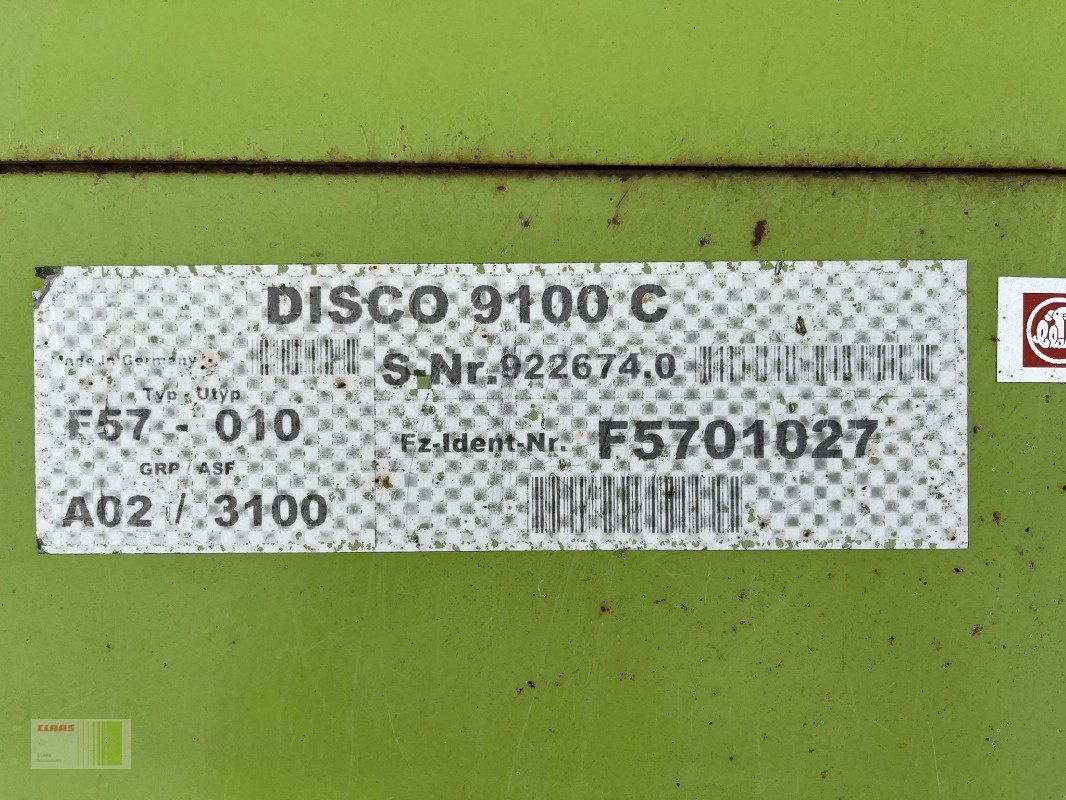 DISCO 9100 C
Made in Germany
S-Nr.922674.0
Typ - Utyp
F57 - 010
Fz-Ident-Nr. F5701027
GRP / ASF
A02 / 3100
CLAAS